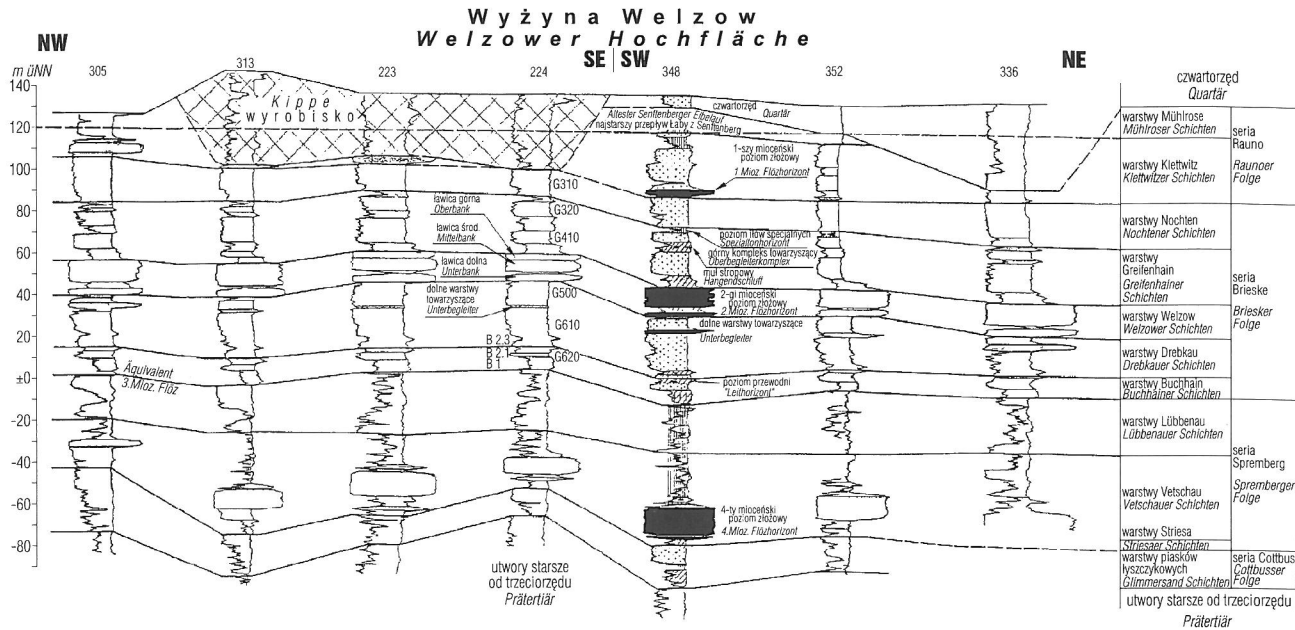 Wyżyna Welzow
Welzower Hochfläche
NW
SE
SW
NE
m üNN
305
313
223
224
348
352
336
140
120
100
80
60
40
20
±0
-20
-40
-60
-80
Kippe
wyrobisko
Ältester Senftenberger Elbelauf
najstarszy przepływ Łaby z Senftenberg
czwartorzęd
Quartär
1-szy mioceński
poziom złożowy
1. Mioz. Flözhorizont
G310
G320
G410
G500
G610
G620
ławica górna
Oberbank
ławica środ.
Mittelbank
ławica dolna
Unterbank
dolne warstwy
towarzyszące
Unterbegleiter
B 2.3
B 2.1
B 1
Äquivalent
3.Mioz. Flöz
poziom iłów specjalnych
Spezialtonhorizont
górny kompleks towarzyszący
Oberbegleiterkomplex
muł stropowy
Hangendschluff
2-gi mioceński
poziom złożowy
2.Mioz. Flözhorizont
dolne warstwy towarzyszące
Unterbegleiter
poziom przewodni
"Leithorizont"
4-ty mioceński
poziom złożowy
4.Mioz. Flözhorizont
utwory starsze
od trzeciorzędu
Prätertiär
czwartorzęd
Quartär
warstwy Mühlrose
Mühlroser Schichten
warstwy Klettwitz
Klettwitzer Schichten
warstwy Nochten
Nochtener Schichten
warstwy
Greifenhain
Greifenhainer
Schichten
warstwy Welzow
Welzower Schichten
warstwy Drebkau
Drebkauer Schichten
warstwy Buchhain
Buchhainer Schichten
warstwy Lübbenau
Lübbenauer Schichten
warstwy Vetschau
Vetschauer Schichten
warstwy Striesa
Striesaer Schichten
warstwy piasków
łyszczykowych
Glimmersand Schichten
seria
Rauno
Raunoer
Folge
seria
Brieske
Briesker
Folge
seria
Spremberg
Spremberger
Folge
seria Cottbus
Cottbusser
Folge
utwory starsze od trzeciorzędu
Prätertiär